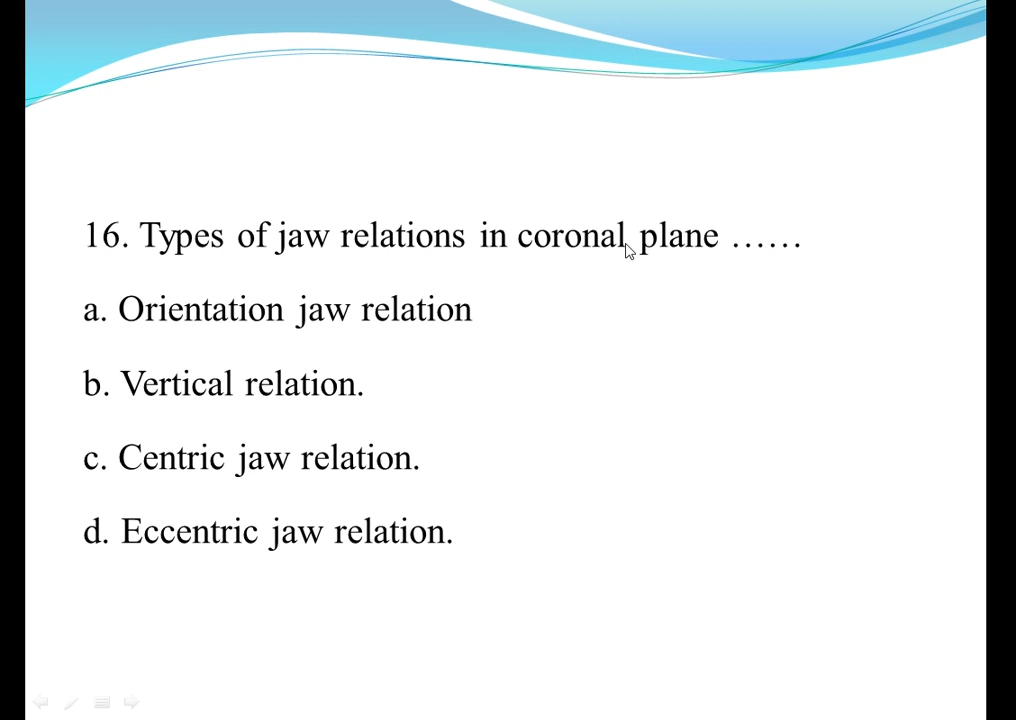 16. Types of jaw relations in coronal plane ……
a. Orientation jaw relation
b. Vertical relation.
c. Centric jaw relation.
d. Eccentric jaw relation.